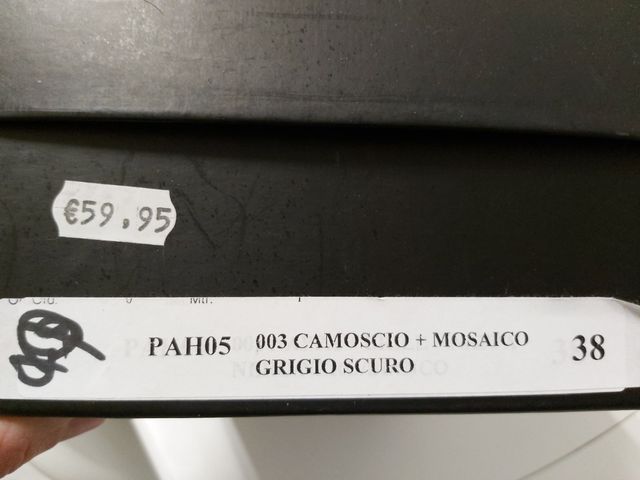 €59,95
PAH05 003 CAMOSCIO + MOSAICO 38
GRIGIO SCURO